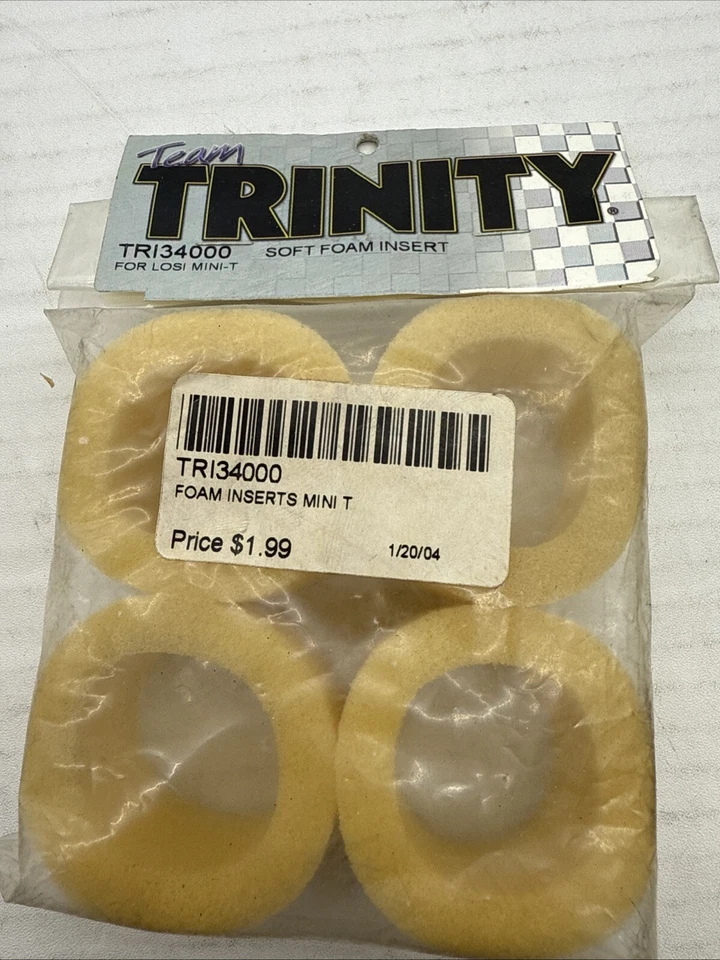 Team
TRINITY®
TRI34000 SOFT FOAM INSERT
FOR LOSI MINI-T
TRI34000
FOAM INSERTS MINI T
Price $1.99 1/20/04